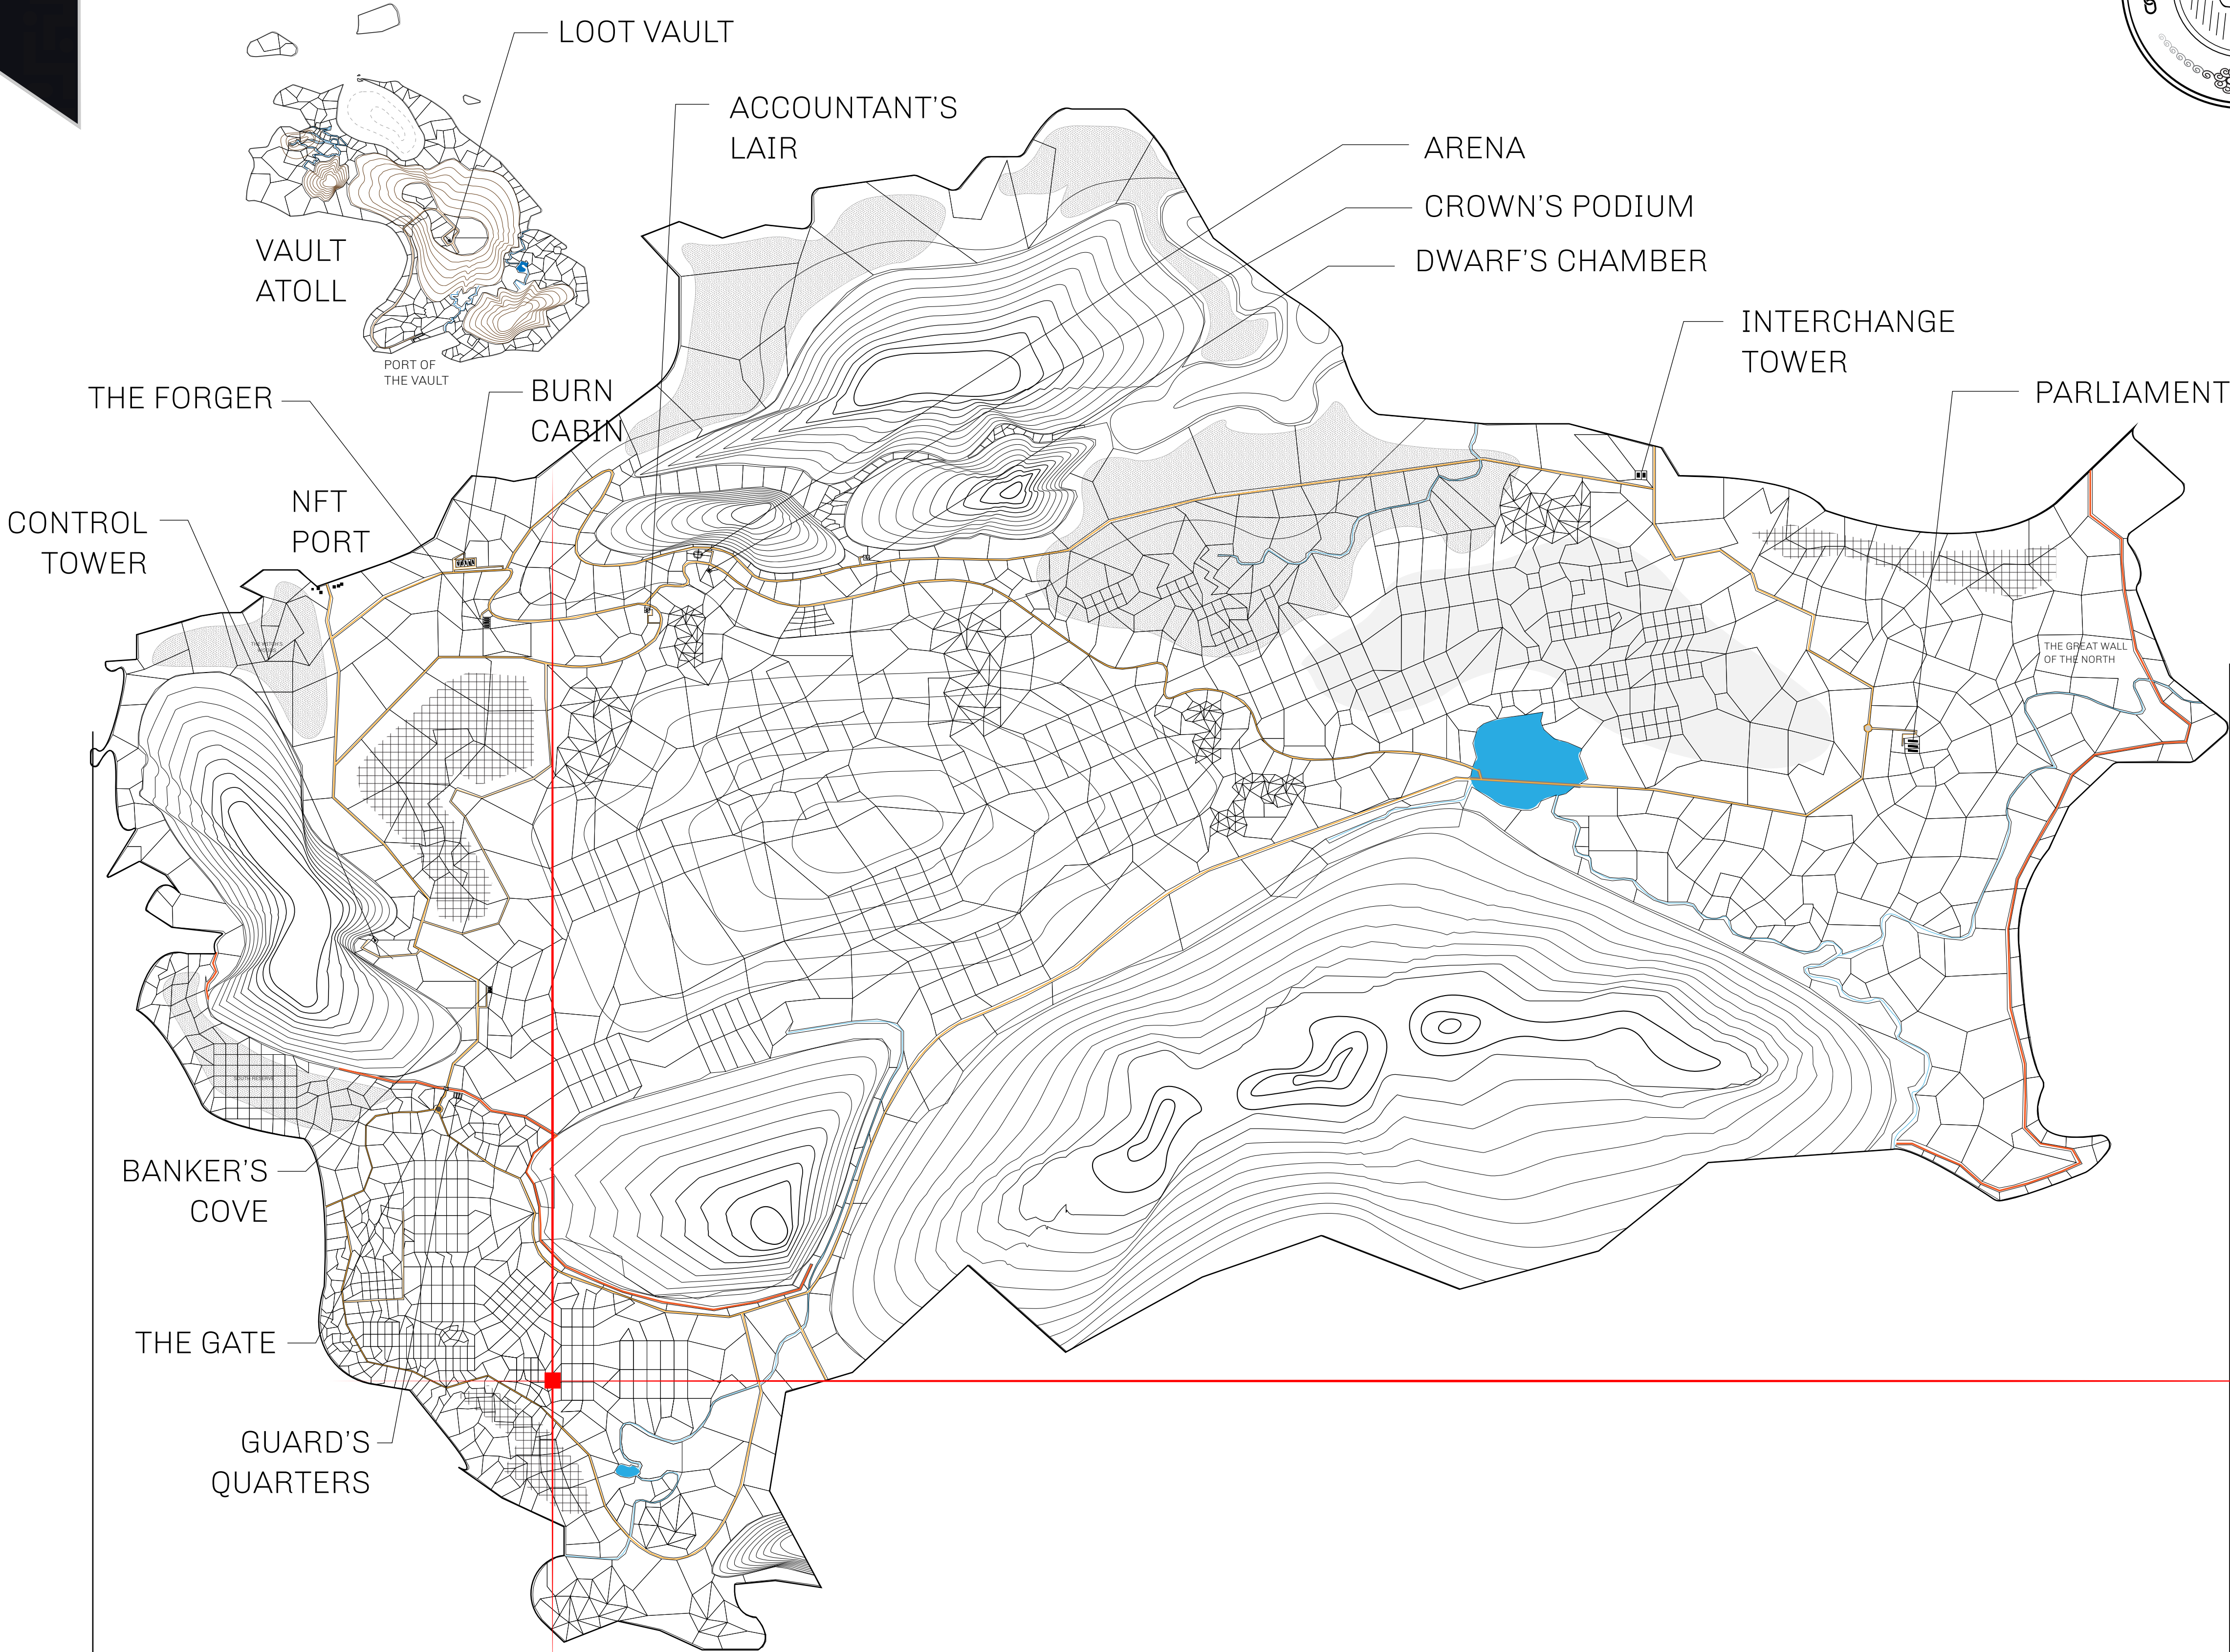 LOOT VAULT
ACCOUNTANT'S
LAIR
ARENA
CROWN'S PODIUM
DWARF'S CHAMBER
VAULT
ATOLL
INTERCHANGE
TOWER
PORT OF
THE VAULT
THE FORGER
BURN
CABIN
PARLIAMENT
NFT
PORT
CONTROL
TOWER
THE GREAT WALL
OF THE NORTH
SOUTH RESERVE
BANKER'S
COVE
THE GATE
GUARD'S
QUARTERS